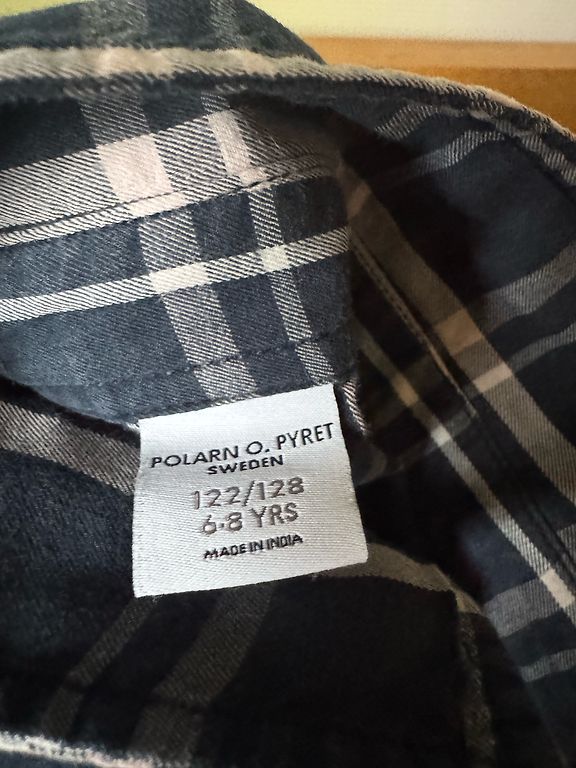 POLARN O. PYRET
SWEDEN
122/128
6-8 YRS
MADE IN INDIA